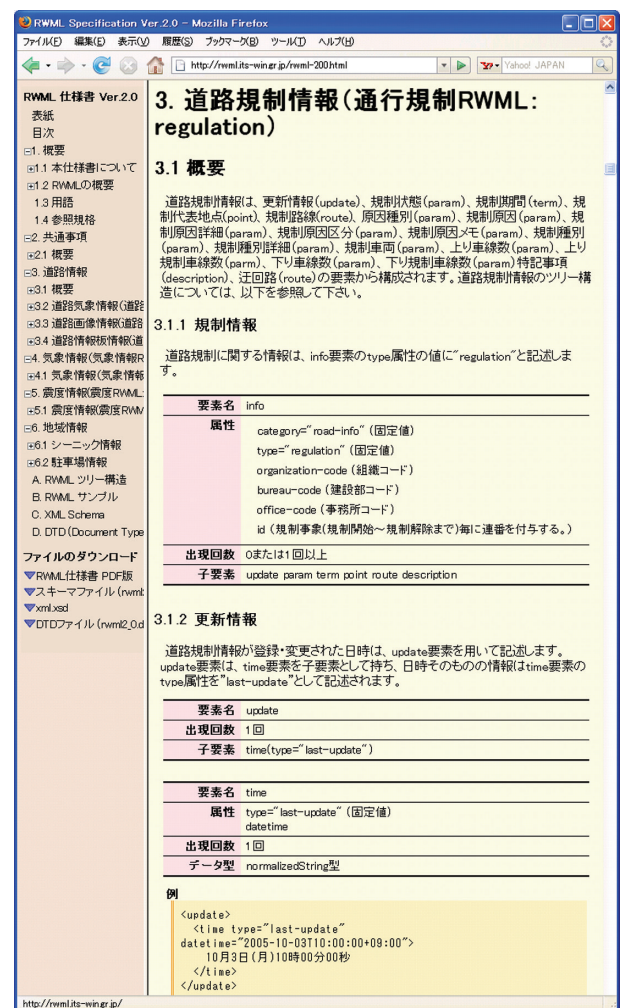 RWML Specification Ver.2.0 - Mozilla Firefox
ファイル(F) 編集(E) 表示(V) 履歴(S) ブックマーク(B) ツール(T) ヘルプ(H)
http://rwml.its-win.gr.jp/rwml-200.html
Yahoo! JAPAN
RWML 仕様書 Ver.2.0
表紙
目次
1. 概要
1.1 本仕様書について
1.2 RWMLの概要
1.3 用語
1.4 参照規格
2. 共通事項
2.1 概要
3. 道路情報
3.1 概要
3.2 道路気象情報(道路
3.3 道路画像情報(道路
3.4 道路情報板情報(道
4. 気象情報(気象情報R
4.1 気象情報(気象情報
5. 震度情報(震度RWML:
5.1 震度情報(震度RWM
6. 地域情報
6.1 シーニック情報
6.2 駐車場情報
A. RWML ツリー構造
B. RWML サンプル
C. XML Schema
D. DTD(Document Type
ファイルのダウンロード
▼RWML仕様書 PDF版
▼スキーマファイル (rwml:
▼xml.xsd
▼DTDファイル (rwml2_0.d
3. 道路規制情報(通行規制RWML:
regulation)
3.1 概要
道路規制情報は、更新情報(update)、規制状態(param)、規制期間(term)、規
制代表地点(point)、規制路線(route)、原因種別(param)、規制原因(param)、規
制原因詳細(param)、規制原因区分(param)、規制原因メモ(param)、規制種別
(param)、規制種別詳細(param)、規制車両(param)、上り車線数(param)、上り
規制車線数(parm)、下り車線数(param)、下り規制車線数(param)特記事項
(description)、迂回路(route)の要素から構成されます。道路規制情報のツリー構
造については、以下を参照して下さい。
3.1.1 規制情報
道路規制に関する情報は、info要素のtype属性の値に"regulation"と記述しま
す。
要素名 info
属性 category="road-info" (固定値)
type="regulation" (固定値)
organization-code (組織コード)
bureau-code (建設部コード)
office-code (事務所コード)
id (規制事象(規制開始～規制解除まで)毎に連番を付与する。)
出現回数 0または1回以上
子要素 update param term point route description
3.1.2 更新情報
道路規制情報が登録・変更された日時は、update要素を用いて記述します。
update要素は、time要素を子要素として持ち、日時そのものの情報はtime要素の
type属性を"last-update"として記述されます。
要素名 update
出現回数 1回
子要素 time(type="last-update")
要素名 time
属性 type="last-update" (固定値)
datetime
出現回数 1回
データ型 normalizedString型
例
<update>
<time type="last-update"
datetime="2005-10-03T10:00:00+09:00">
10月3日(月)10時00分00秒
</time>
</update>
http://rwml.its-win.gr.jp/